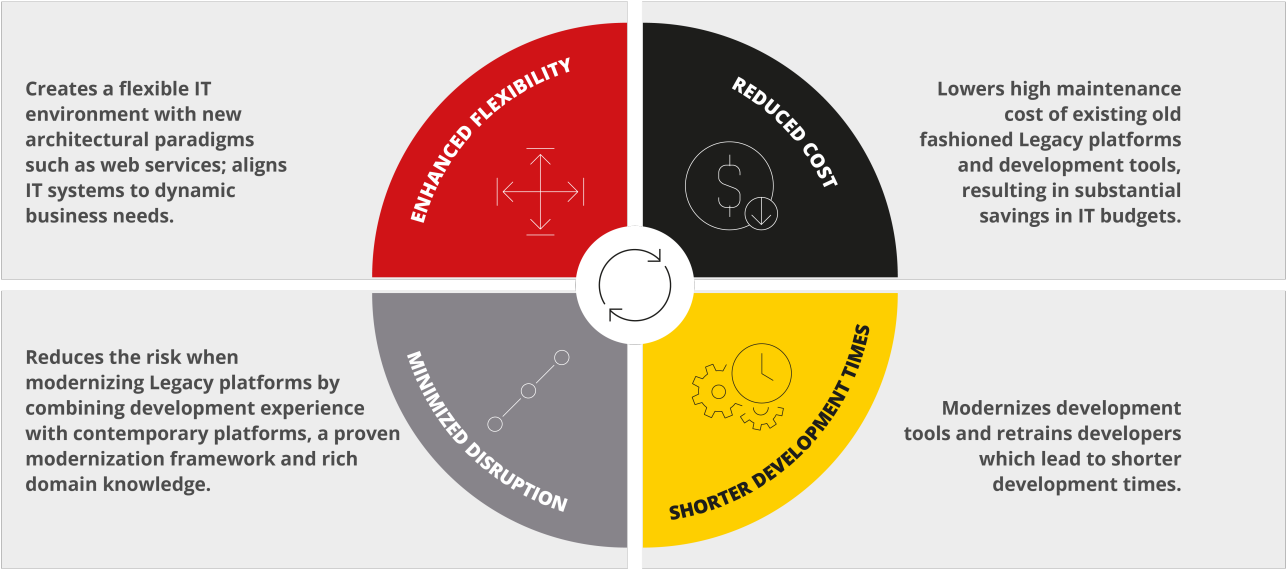 Creates a flexible IT
environment with new
architectural paradigms
such as web services; aligns
IT systems to dynamic
business needs.
ENHANCED FLEXIBILITY
REDUCED COST
$
Lowers high maintenance
cost of existing old
fashioned Legacy platforms
and development tools,
resulting in substantial
savings in IT budgets.
Reduces the risk when
modernizing Legacy platforms by
combining development experience
with contemporary platforms, a proven
modernization framework and rich
domain knowledge.
MINIMIZED DISRUPTION
SHORTER DEVELOPMENT TIMES
Modernizes development
tools and retrains developers
which lead to shorter
development times.